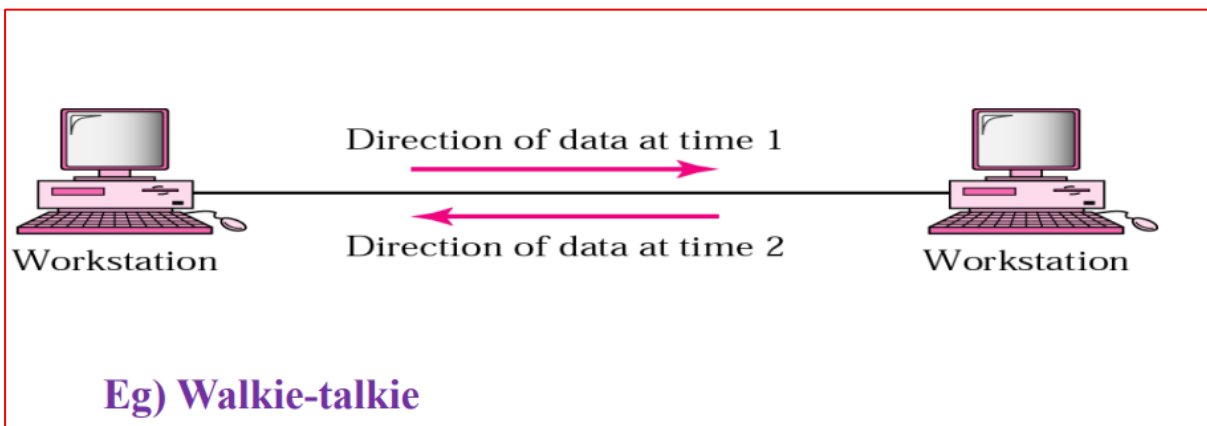 Direction of data at time 1
Direction of data at time 2
Workstation
Workstation
Eg) Walkie-talkie